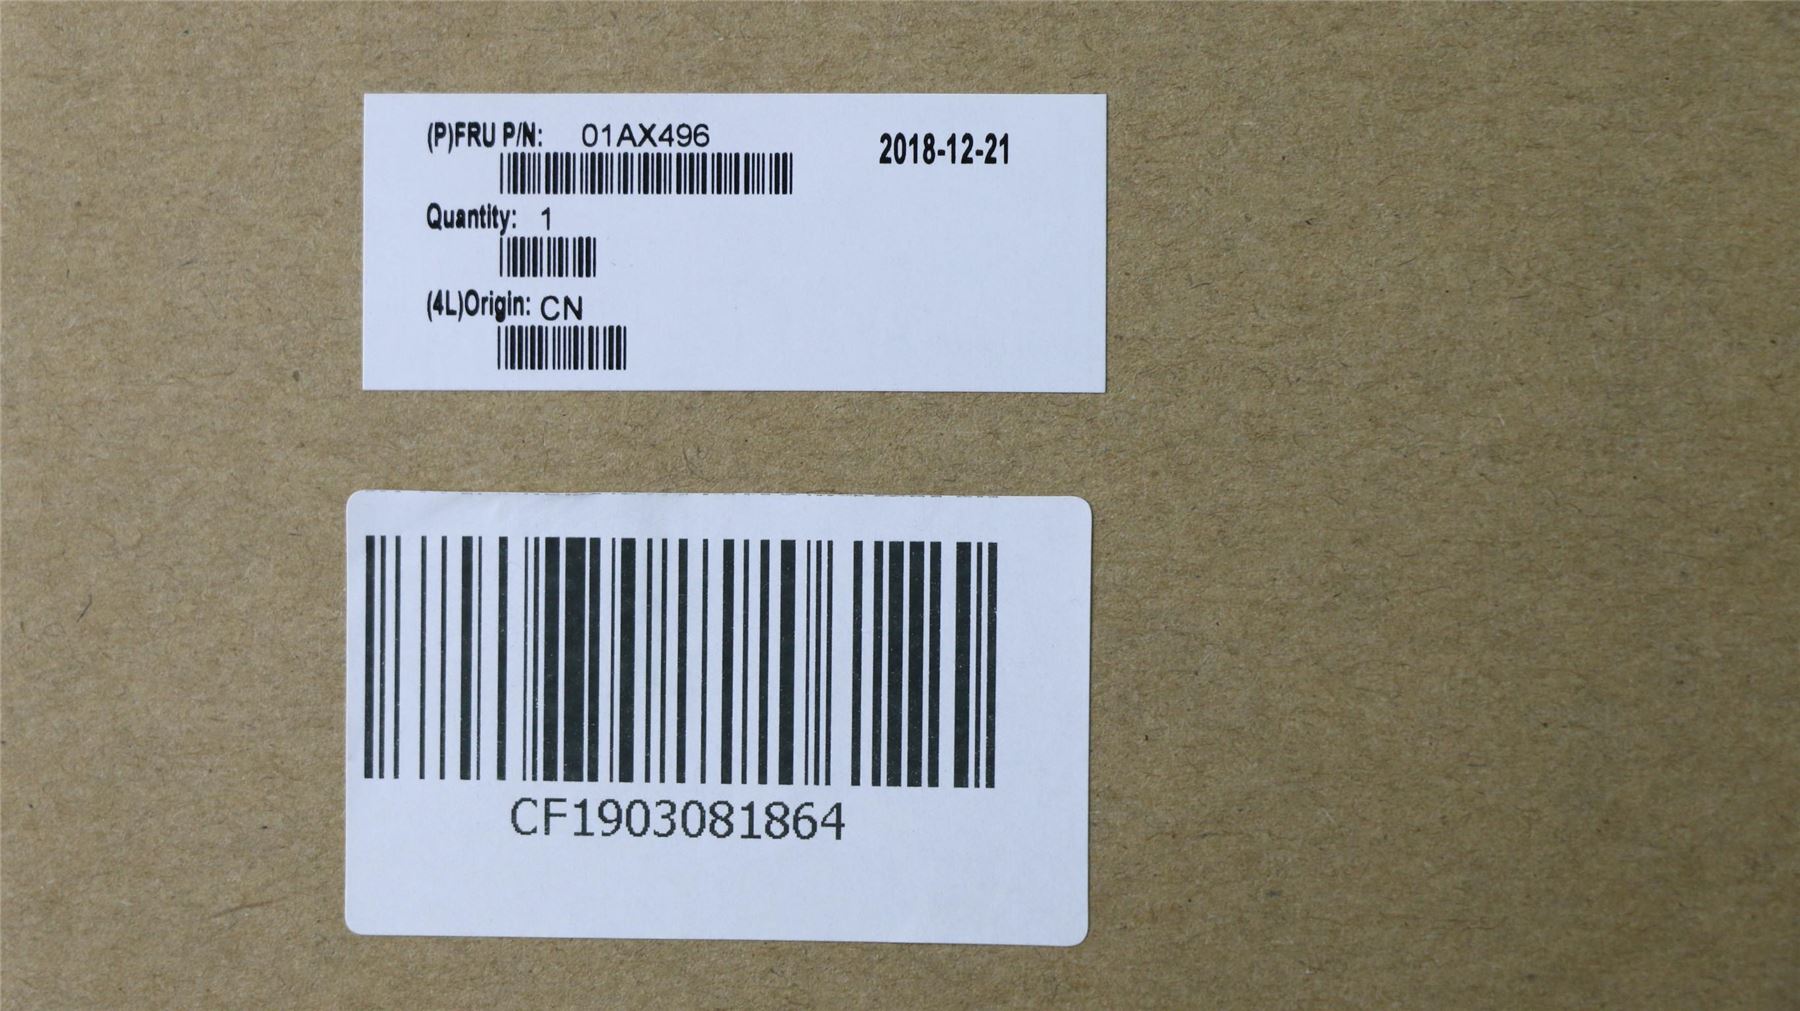 (P)FRU P/N: 01AX496
2018-12-21
Quantity: 1
(4L)Origin: CN
CF1903081864